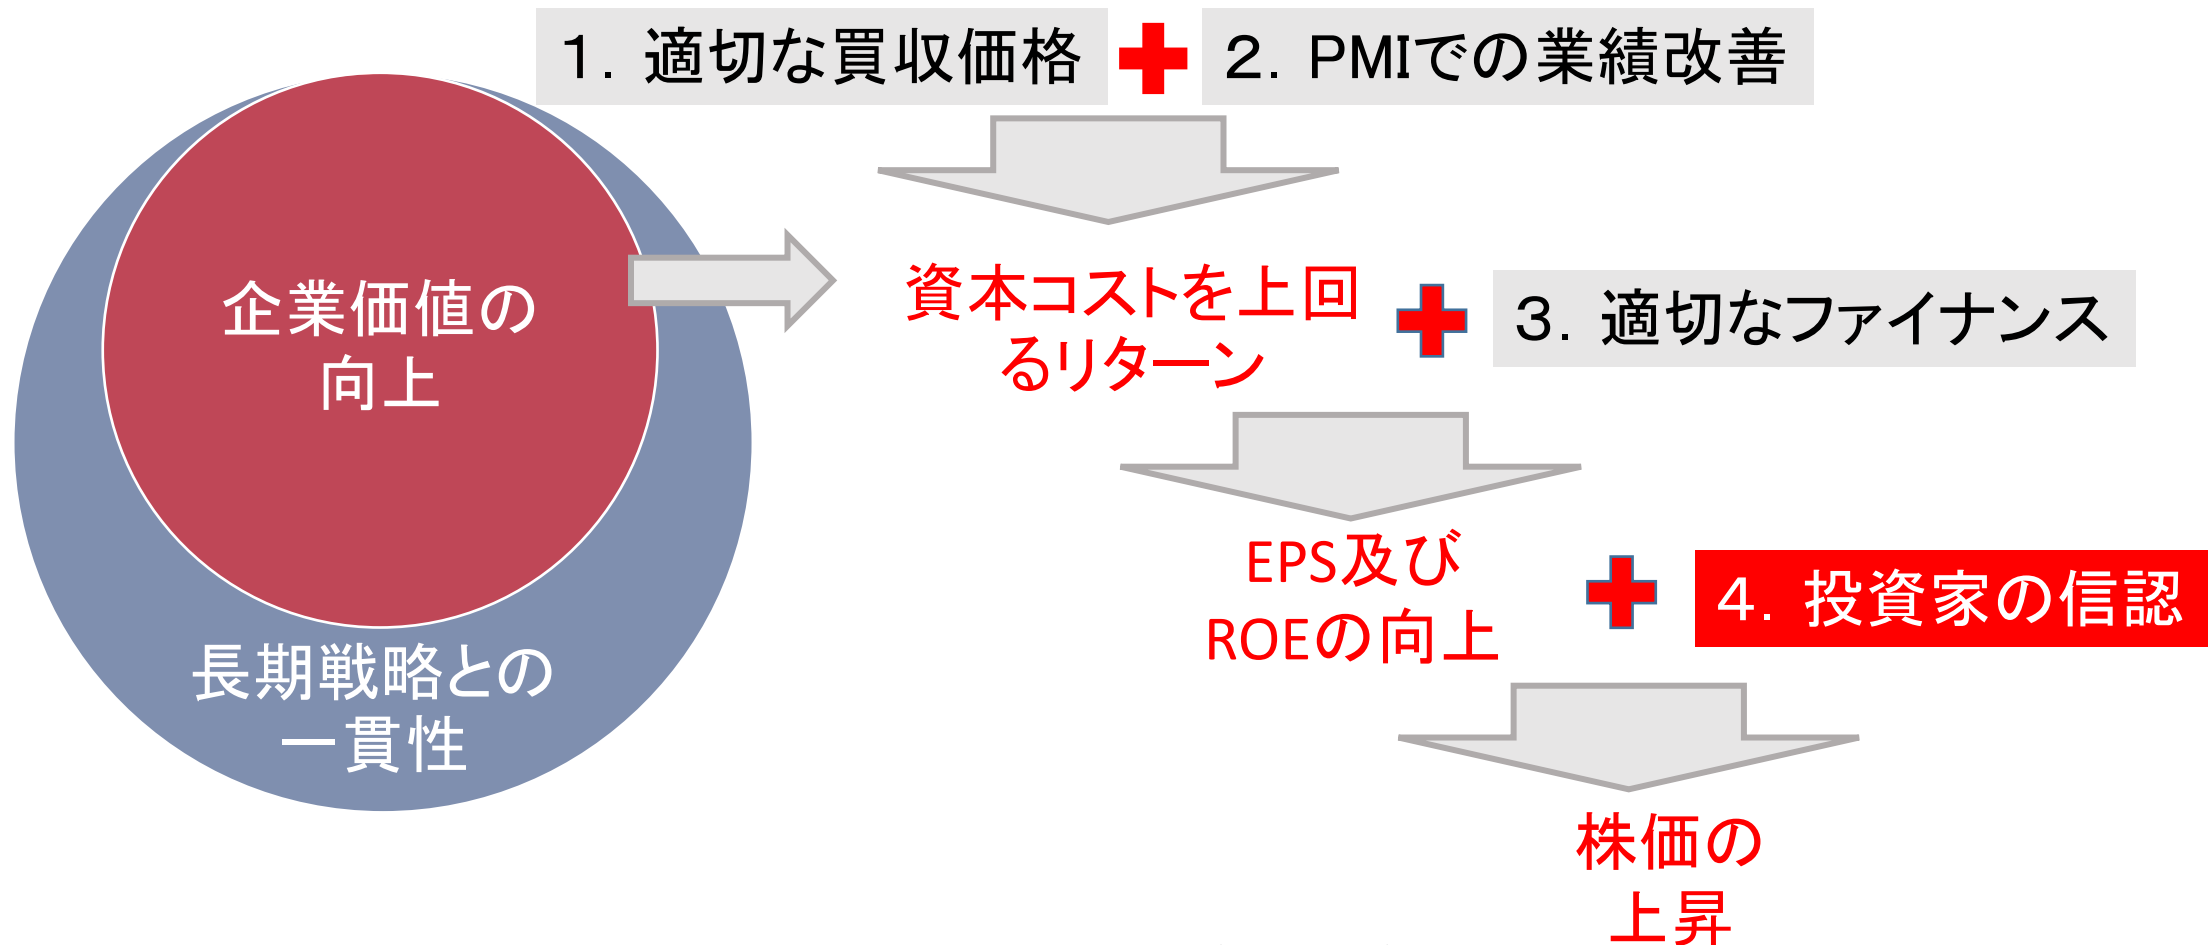 1. 適切な買収価格
2. PMIでの業績改善
企業価値の
向上
長期戦略との
一貫性
資本コストを上回
るリターン
3. 適切なファイナンス
EPS及び
ROEの向上
4. 投資家の信認
株価の
上昇